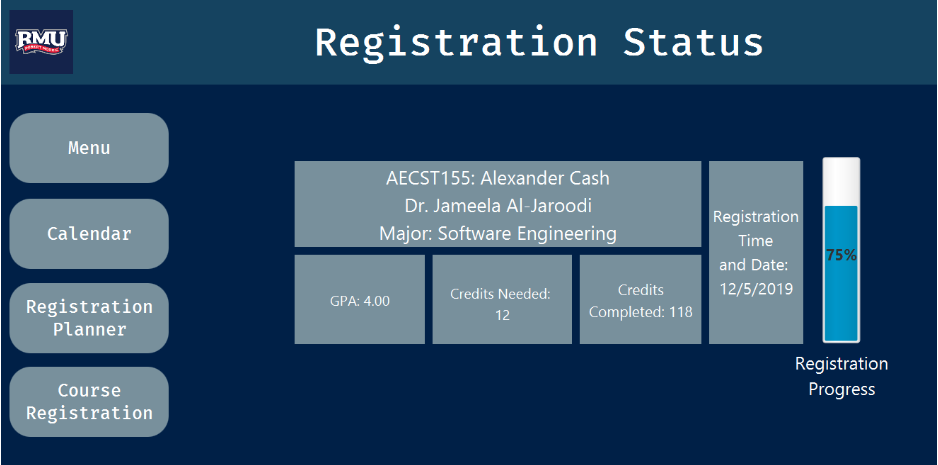 RMU
ROBERT MORRIS
Registration Status
Menu
Calendar
Registration
Planner
Course
Registration
AECST155: Alexander Cash
Dr. Jameela Al-Jaroodi
Major: Software Engineering
GPA: 4.00
Credits Needed:
12
Credits
Completed: 118
Registration
Time
and Date:
12/5/2019
75%
Registration
Progress